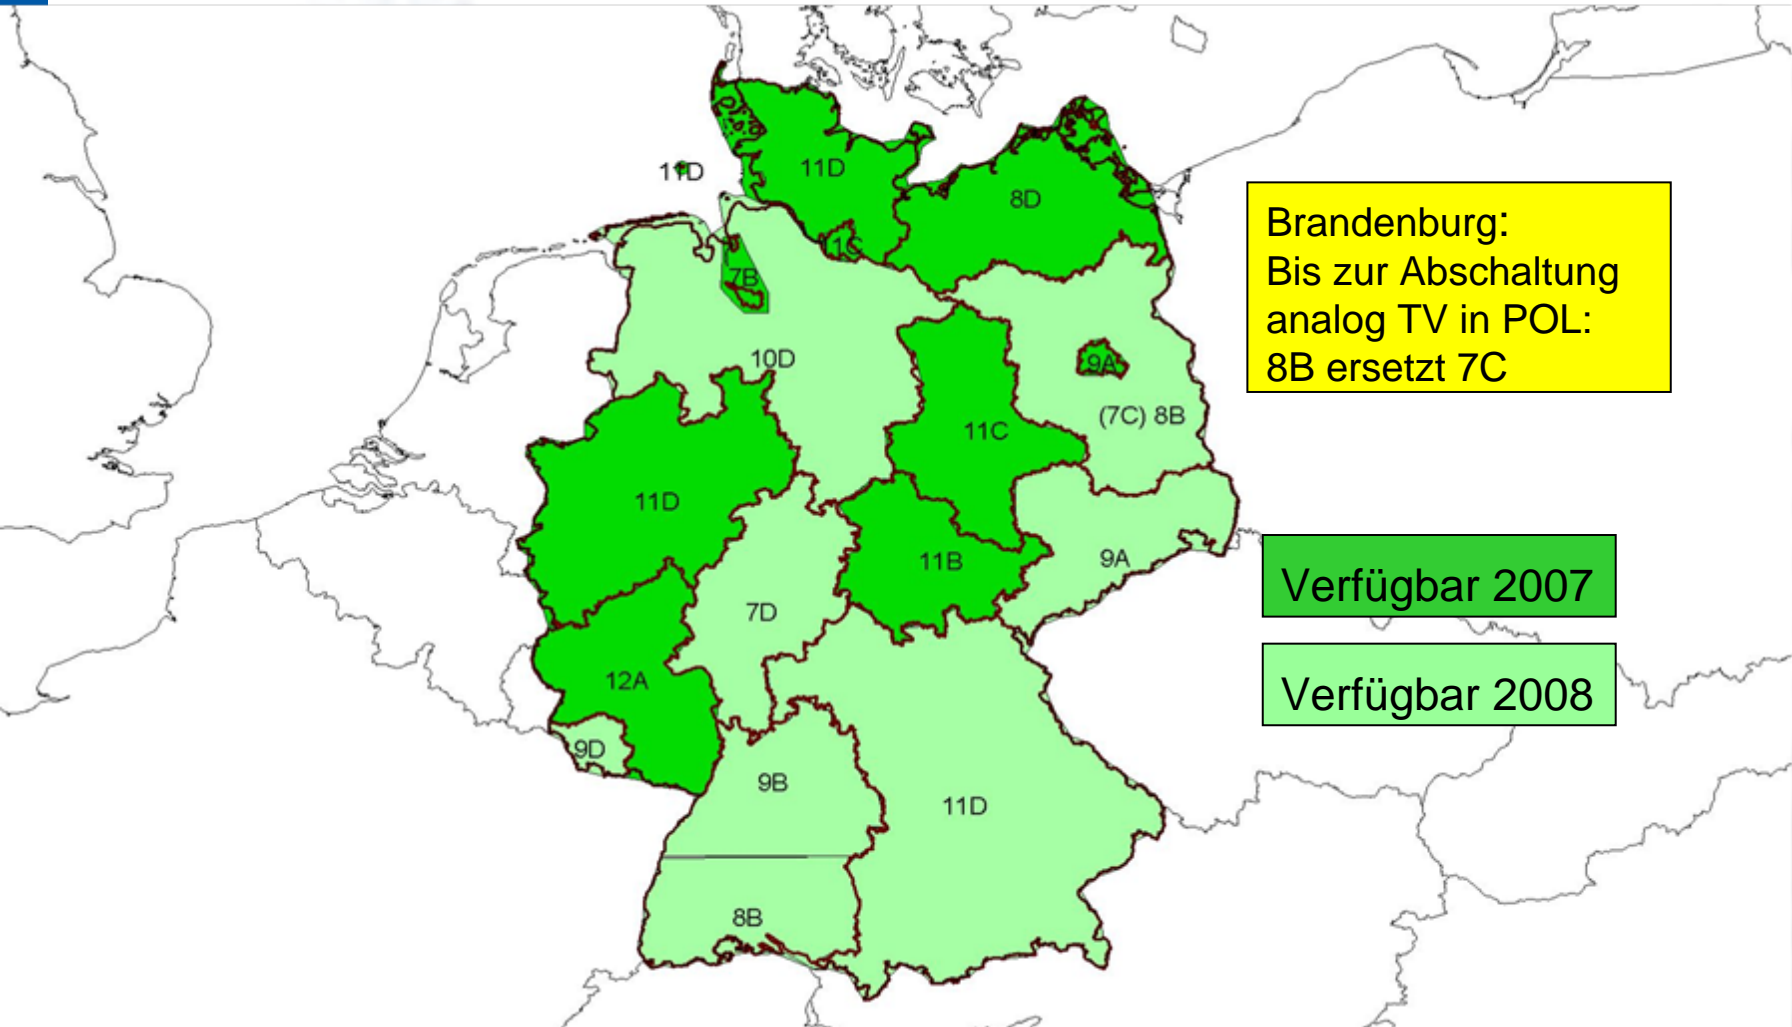 11D
11D
8D
11C
7B
10D
9A
(7C) 8B
11C
11D
11B
9A
7D
12A
9D
9B
11D
8B
Brandenburg:
Bis zur Abschaltung
analog TV in POL:
8B ersetzt 7C
Verfügbar 2007
Verfügbar 2008